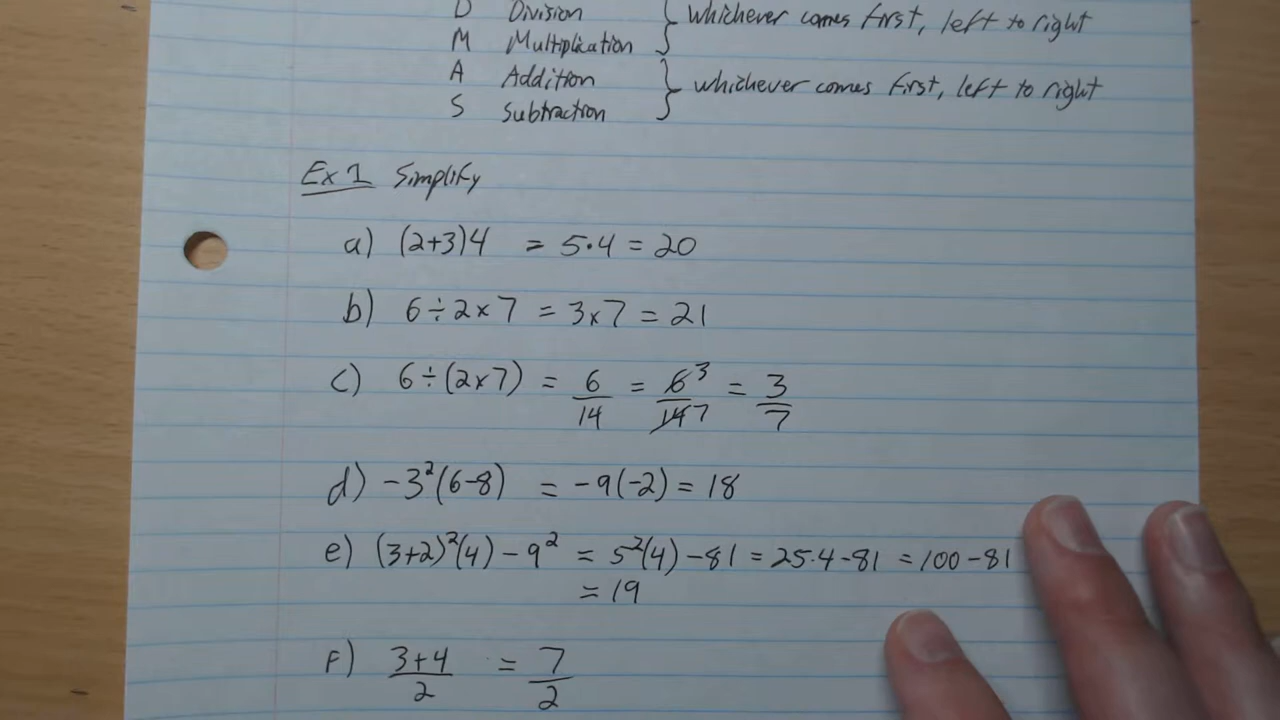 D Division } whichever comes first, left to right
M Multiplication
A Addition } whichever comes first, left to right
S Subtraction
Ex 1 Simplify
a) (2+3)4 = 5·4 = 20
b) 6÷2×7 = 3×7 = 21
c) 6÷(2×7) = 6/14 = 6³/14 7 = 3/7
d) -3²(6-8) = -9(-2) = 18
e) (3+2)²(4) - 9² = 5²(4) - 81 = 25·4-81 = 100-81
= 19
F) 3+4/2 = 7/2